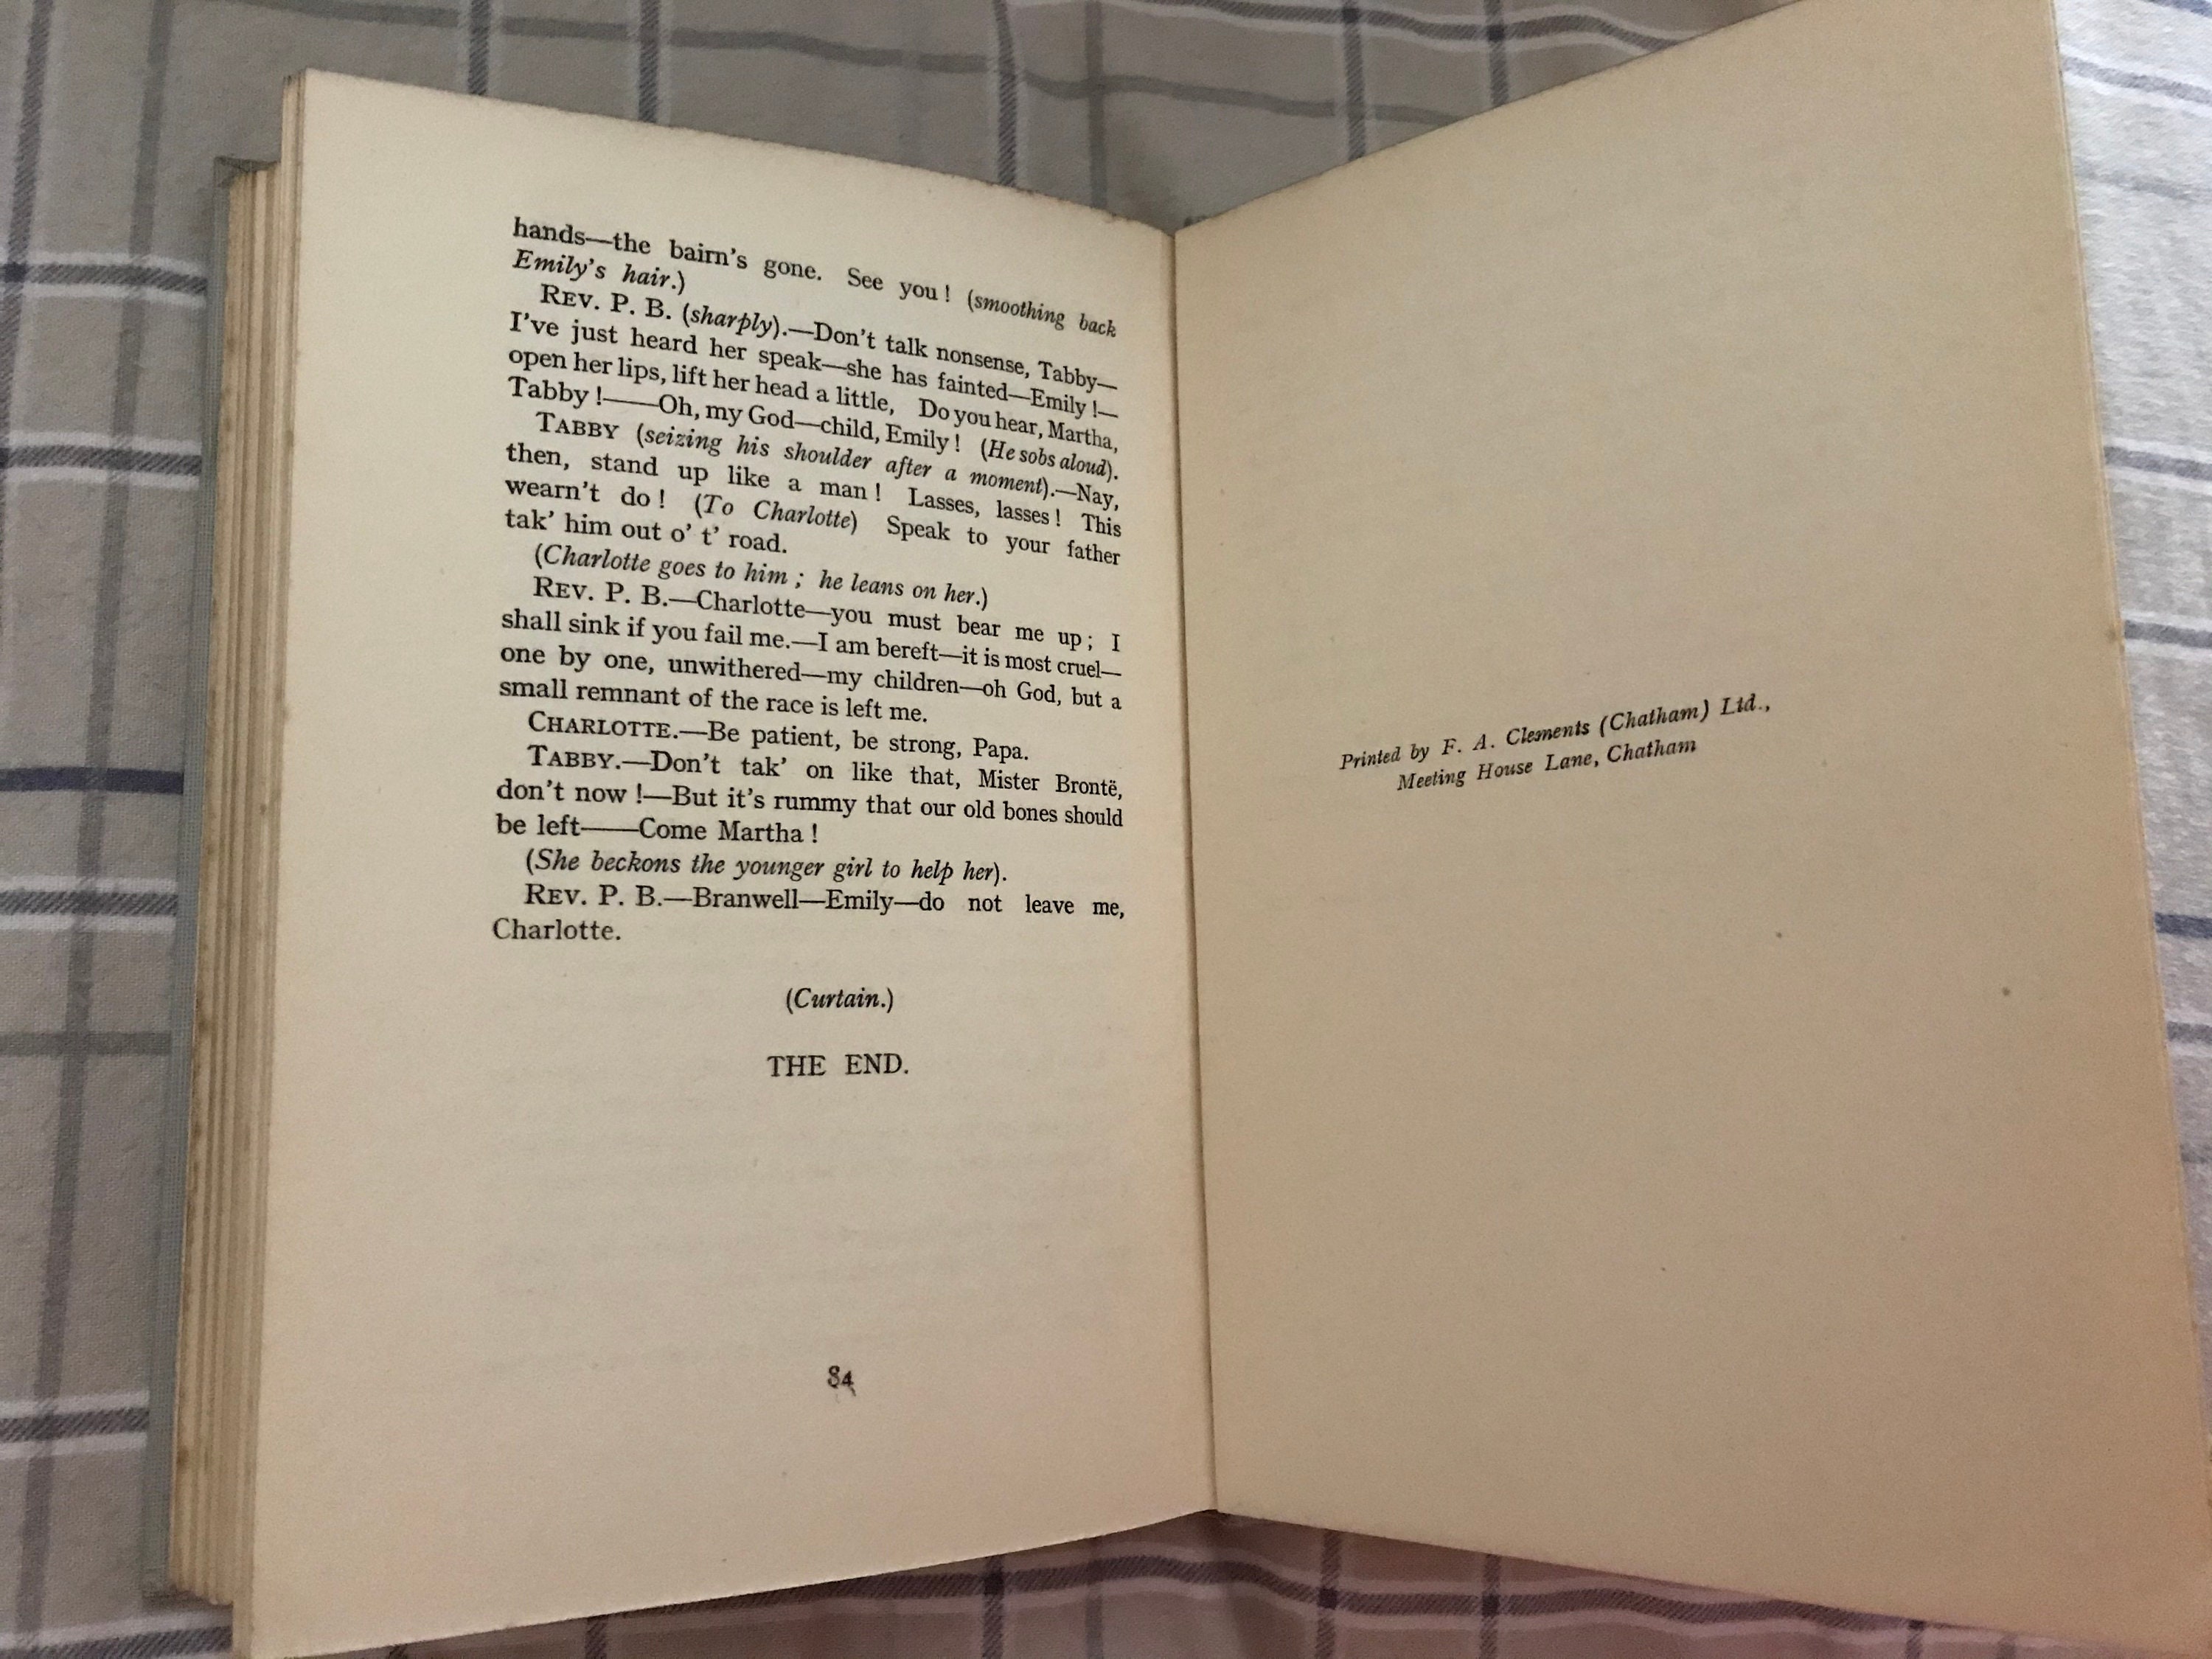 hands—the bairn's gone. See you! (smoothing back
Emily's hair.)
REV. P. B. (sharply).—Don't talk nonsense, Tabby—
I've just heard her speak—she has fainted—Emily!—
open her lips, lift her head a little, Do you hear, Martha,
Tabby!——Oh, my God—child, Emily! (He sobs aloud).
TABBY (seizing his shoulder after a moment).—Nay,
then, stand up like a man! Lasses, lasses! This
wearn't do! (To Charlotte) Speak to your father
tak' him out o' t' road.
(Charlotte goes to him; he leans on her.)
REV. P. B.—Charlotte—you must bear me up; I
shall sink if you fail me.—I am bereft—it is most cruel—
one by one, unwithered—my children—oh God, but a
small remnant of the race is left me.
CHARLOTTE.—Be patient, be strong, Papa.
TABBY.—Don't tak' on like that, Mister Brontë,
don't now!—But it's rummy that our old bones should
be left——Come Martha!
(She beckons the younger girl to help her).
REV. P. B.—Branwell—Emily—do not leave me,
Charlotte.
(Curtain.)
THE END.
84
Printed by F. A. Clements (Chatham) Ltd.,
Meeting House Lane, Chatham